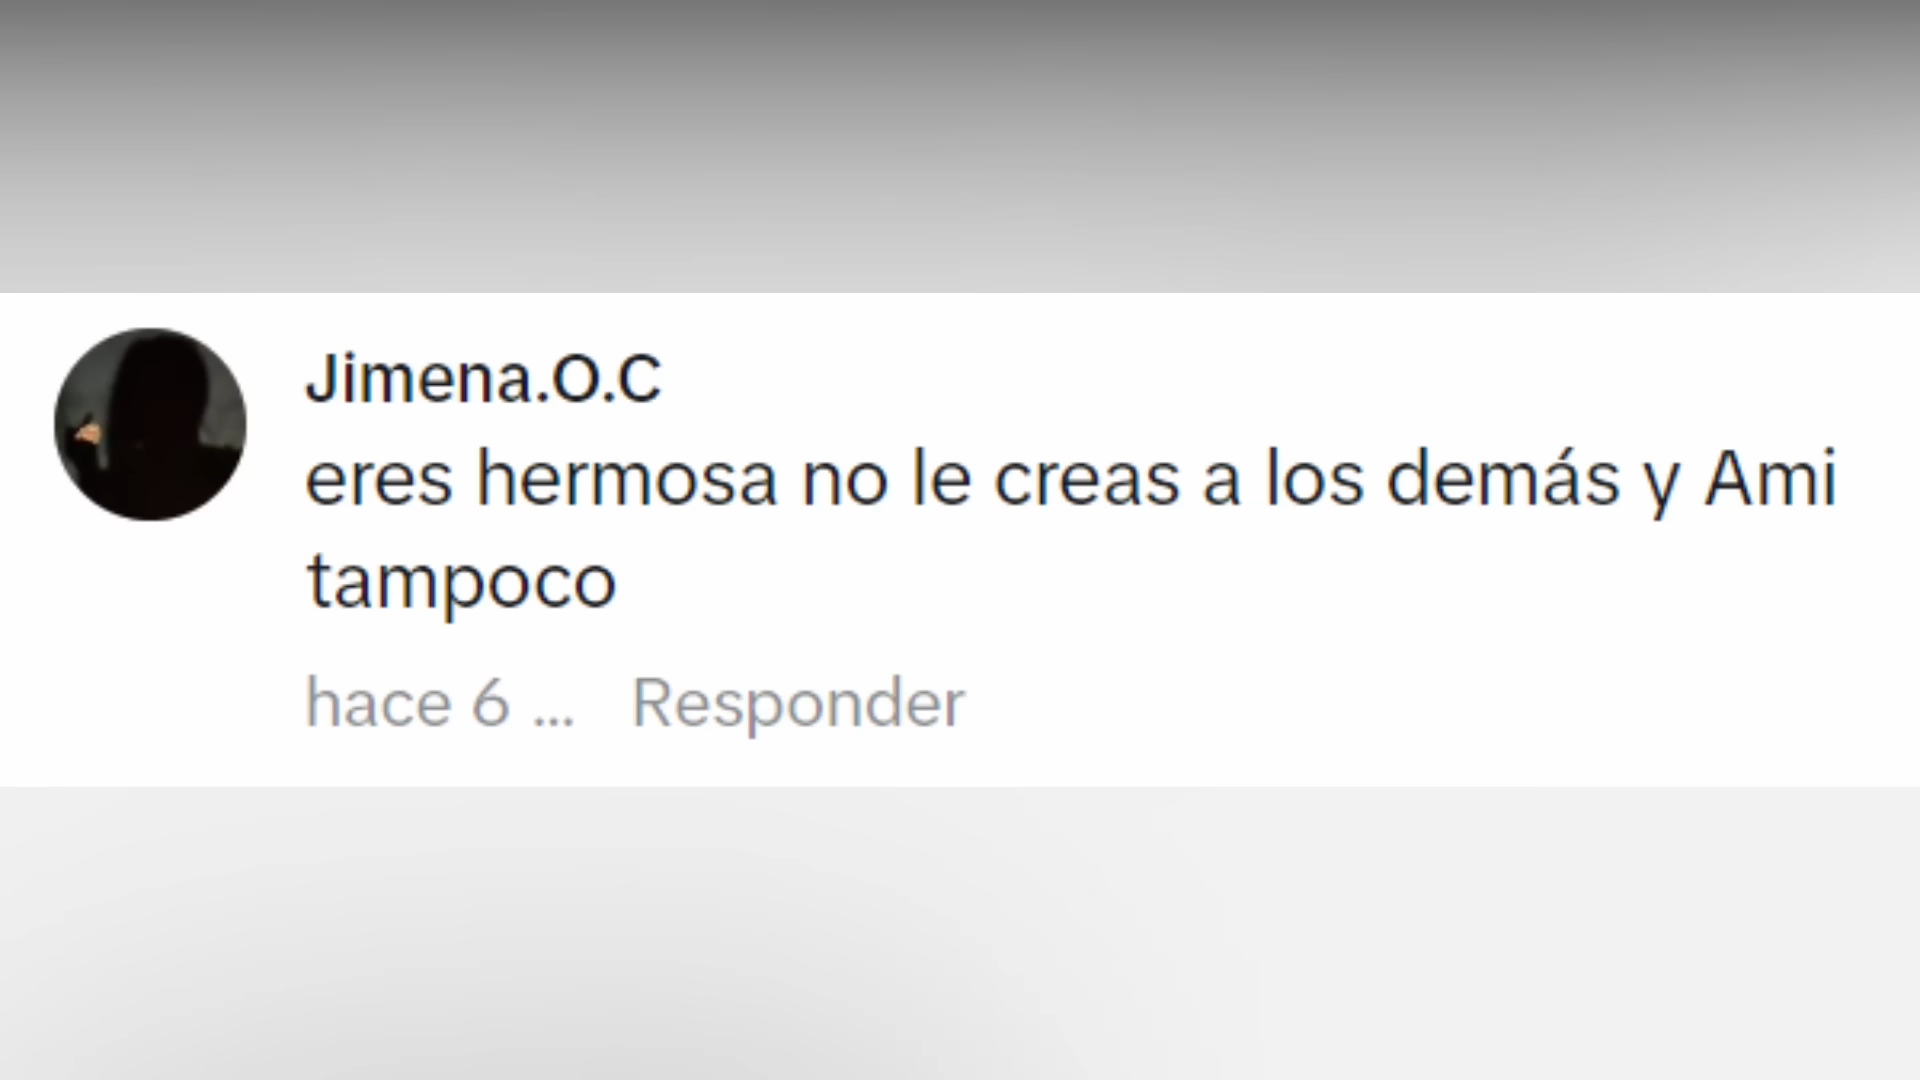 Jimena.O.C
eres hermosa no le creas a los demás y Ami
tampoco
hace 6 ... Responder